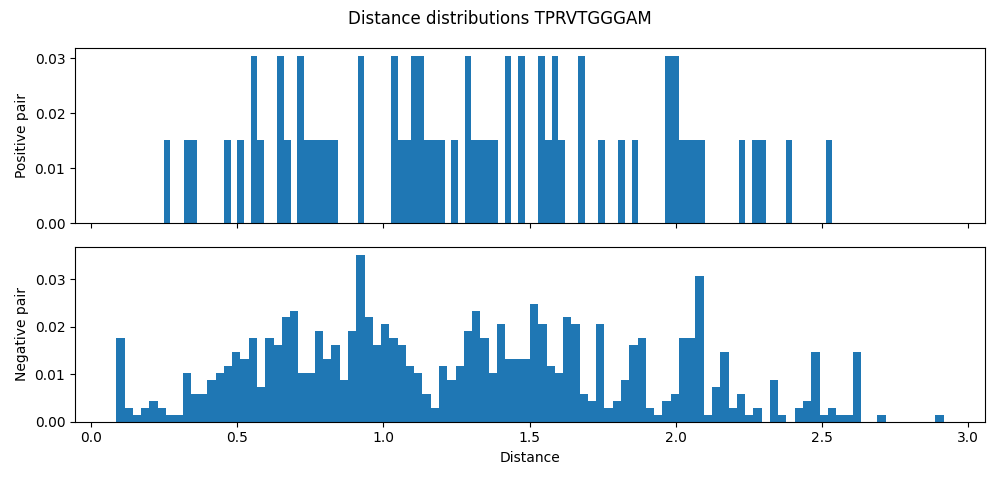 Distance distributions TPRVTGGGAM
Positive pair
0.03
0.02
0.01
0.00
Negative pair
0.03
0.02
0.01
0.00
0.0 0.5 1.0 1.5 2.0 2.5 3.0
Distance